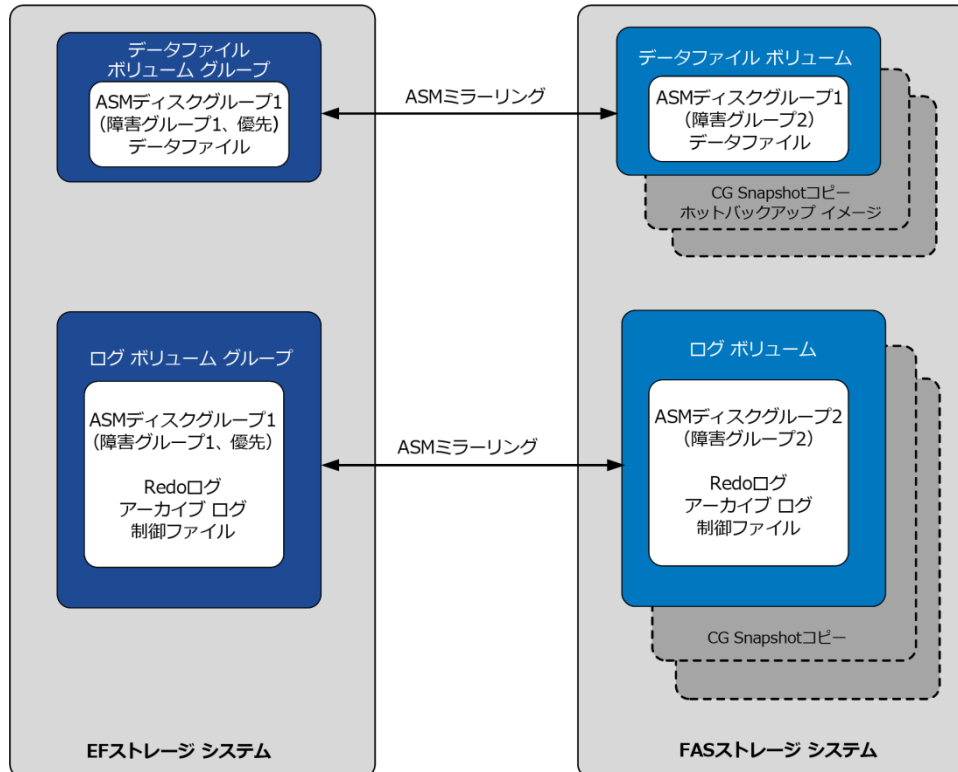 データファイル
ボリューム グループ
ASMディスクグループ1
（障害グループ1、優先）
データファイル
ASMミラーリング
データファイル ボリューム
ASMディスクグループ1
（障害グループ2）
データファイル
CG Snapshotコピー
ホットバックアップ イメージ
ログ ボリューム グループ
ASMディスクグループ1
（障害グループ1、優先）
Redoログ
アーカイブ ログ
制御ファイル
ASMミラーリング
ログ ボリューム
ASMディスクグループ2
（障害グループ2）
Redoログ
アーカイブ ログ
制御ファイル
CG Snapshotコピー
EFストレージ システム
FASストレージ システム